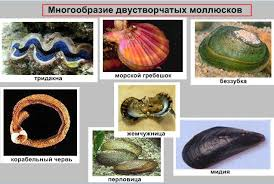 Многообразие двустворчатых моллюсков
тридакна
морской гребешок
беззубка
корабельный червь
жемчужница
перловица
мидия